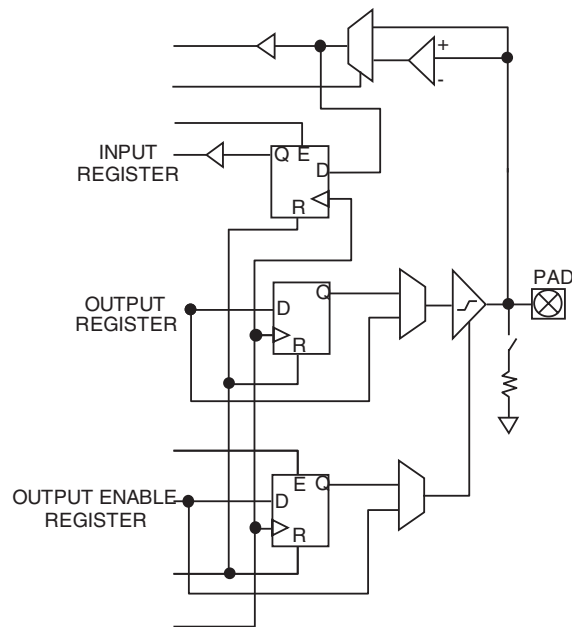 +
-
INPUT
REGISTER
Q E
D
R
PAD
OUTPUT
REGISTER
Q
D
R
OUTPUT ENABLE
REGISTER
E Q
D
R